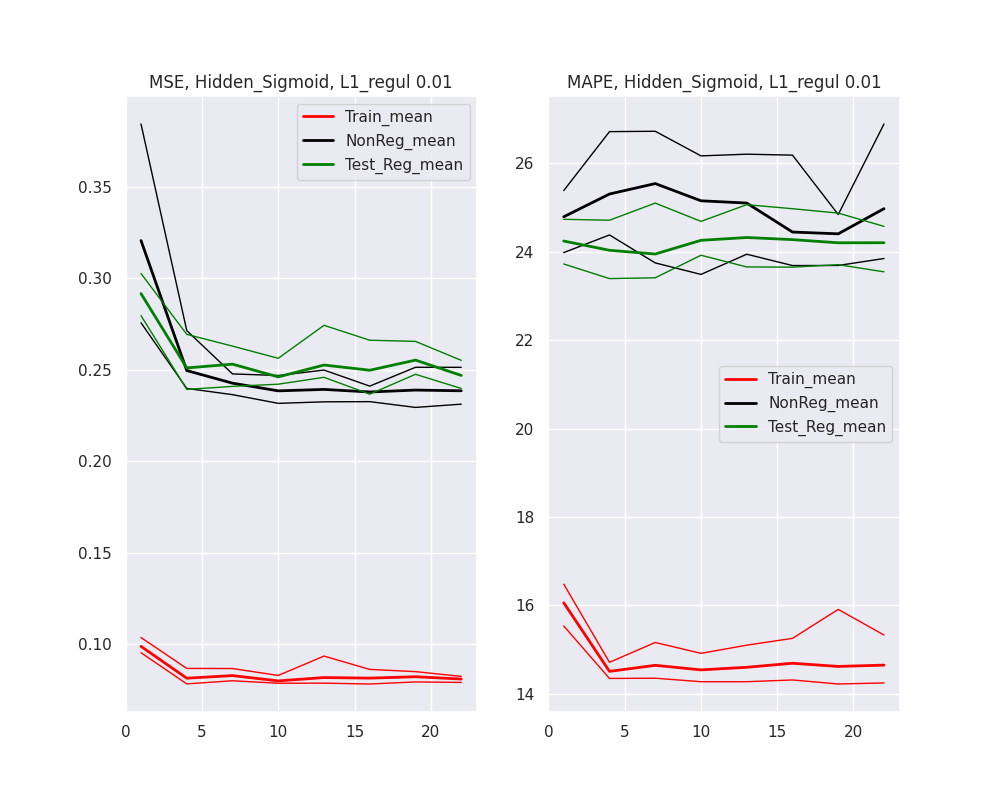 MSE, Hidden_Sigmoid, L1_regul 0.01
Train_mean
NonReg_mean
Test_Reg_mean
0.35
0.30
0.25
0.20
0.15
0.10
0 5 10 15 20
MAPE, Hidden_Sigmoid, L1_regul 0.01
26
24
22
20
18
16
14
Train_mean
NonReg_mean
Test_Reg_mean
0 5 10 15 20